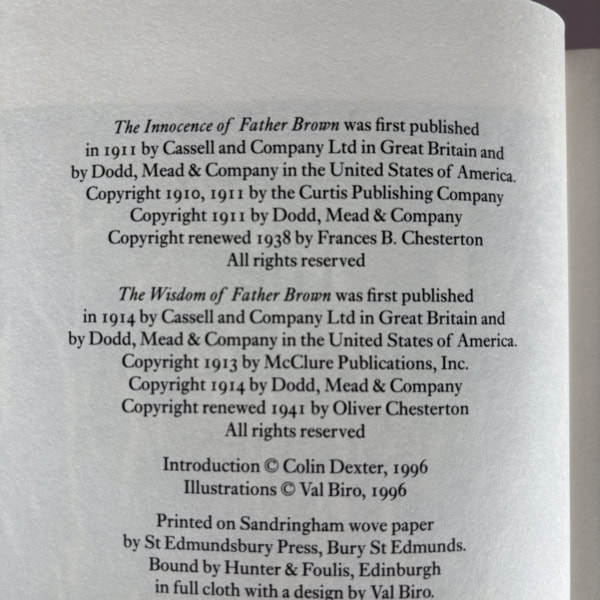 The Innocence of Father Brown was first published
in 1911 by Cassell and Company Ltd in Great Britain and
by Dodd, Mead & Company in the United States of America.
Copyright 1910, 1911 by the Curtis Publishing Company
Copyright 1911 by Dodd, Mead & Company
Copyright renewed 1938 by Frances B. Chesterton
All rights reserved
The Wisdom of Father Brown was first published
in 1914 by Cassell and Company Ltd in Great Britain and
by Dodd, Mead & Company in the United States of America.
Copyright 1913 by McClure Publications, Inc.
Copyright 1914 by Dodd, Mead & Company
Copyright renewed 1941 by Oliver Chesterton
All rights reserved
Introduction © Colin Dexter, 1996
Illustrations © Val Biro, 1996
Printed on Sandringham wove paper
by St Edmundsbury Press, Bury St Edmunds.
Bound by Hunter & Foulis, Edinburgh
in full cloth with a design by Val Biro.